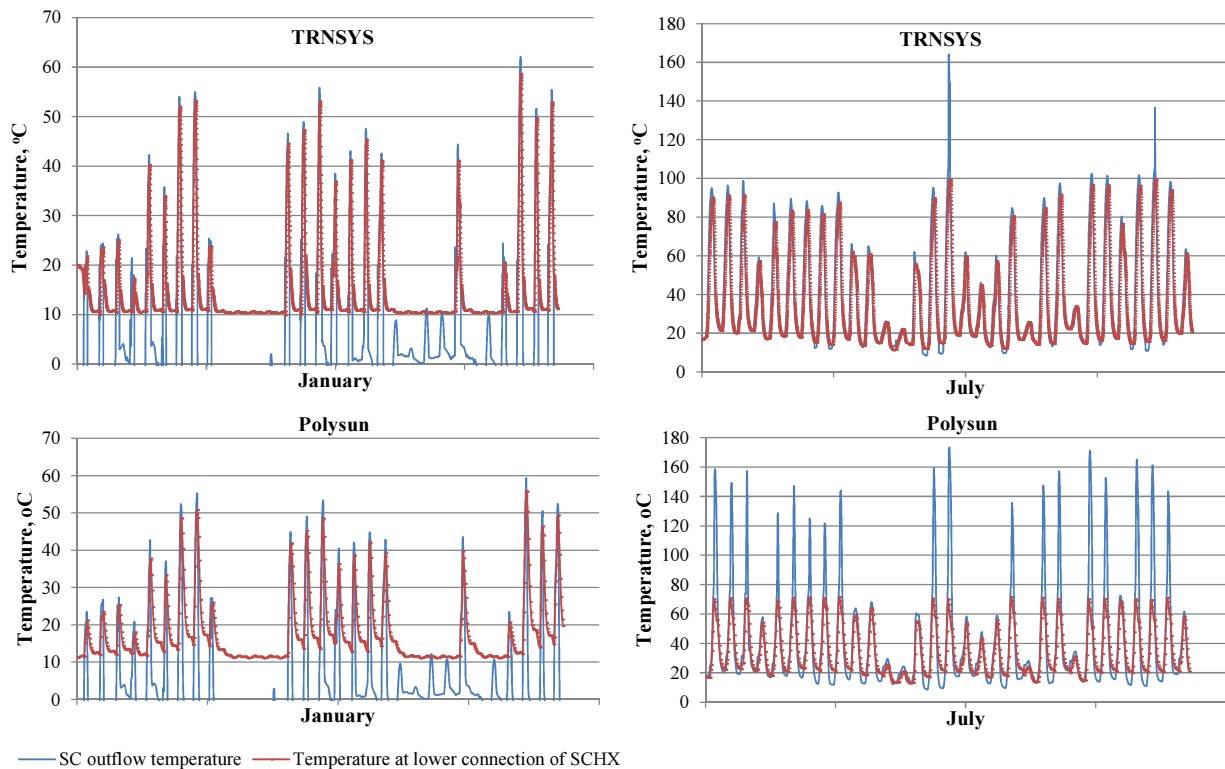 TRNSYS
Temperature, °C
70
60
50
40
30
20
10
0
January
TRNSYS
Temperature, °C
180
160
140
120
100
80
60
40
20
0
July
Polysun
Temperature, oC
70
60
50
40
30
20
10
0
January
Polysun
Temperature, oC
180
160
140
120
100
80
60
40
20
0
July
SC outflow temperature
Temperature at lower connection of SCHX